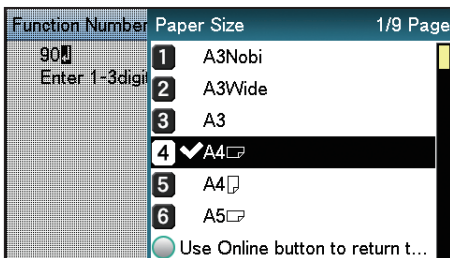 Function Number
90
Enter 1-3digi
Paper Size 1/9 Page
1 A3Nobi
2 A3Wide
3 A3
4 A4
5 A4
6 A5
Use Online button to return t...